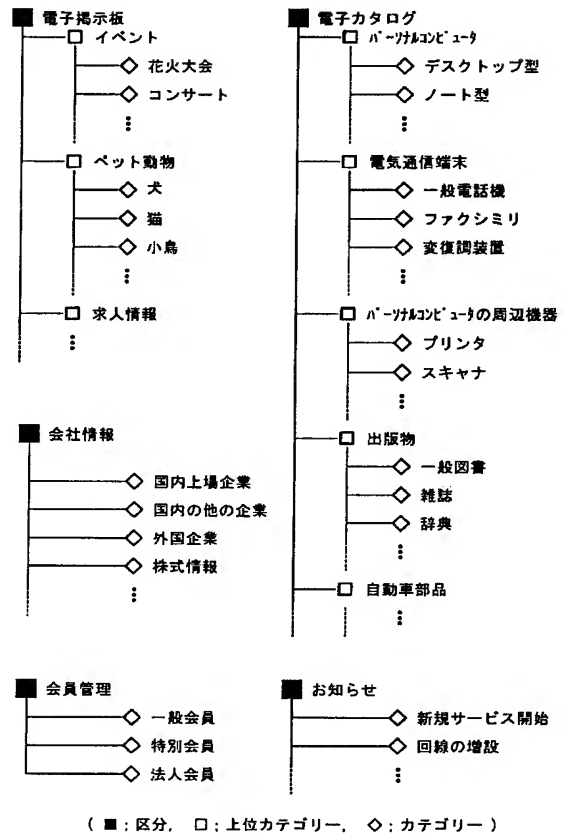 ■ 電子掲示板
□ イベント
◇ 花火大会
◇ コンサート
□ ペット動物
◇ 犬
◇ 猫
◇ 小鳥
□ 求人情報
■ 会社情報
◇ 国内上場企業
◇ 国内の他の企業
◇ 外国企業
◇ 株式情報
■ 会員管理
◇ 一般会員
◇ 特別会員
◇ 法人会員
■ 電子カタログ
□ ﾊﾟｰｿﾅﾙｺﾝﾋﾟｭｰﾀ
◇ デスクトップ型
◇ ノート型
□ 電気通信端末
◇ 一般電話機
◇ ファクシミリ
◇ 変復調装置
□ ﾊﾟｰｿﾅﾙｺﾝﾋﾟｭｰﾀの周辺機器
◇ プリンタ
◇ スキャナ
□ 出版物
◇ 一般図書
◇ 雑誌
◇ 辞典
□ 自動車部品
■ お知らせ
◇ 新規サービス開始
◇ 回線の増設
( ■；区分, □；上位カテゴリー, ◇；カテゴリー )